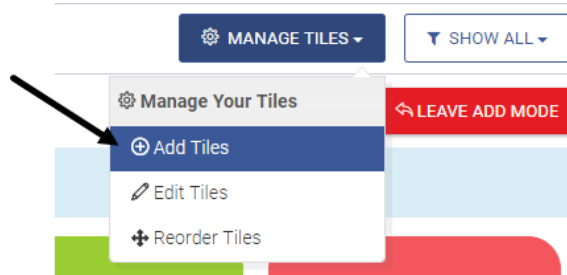 MANAGE TILES
SHOW ALL
Manage Your Tiles
LEAVE ADD MODE
Add Tiles
Edit Tiles
Reorder Tiles